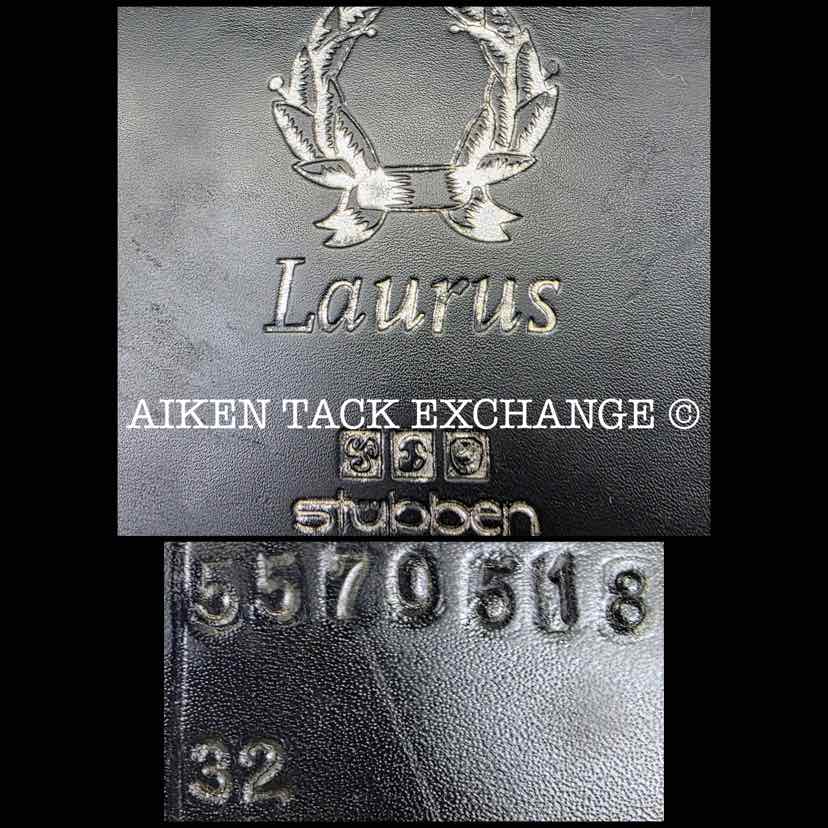 Laurus
AIKEN TACK EXCHANGE ©
stübben
5570518
32